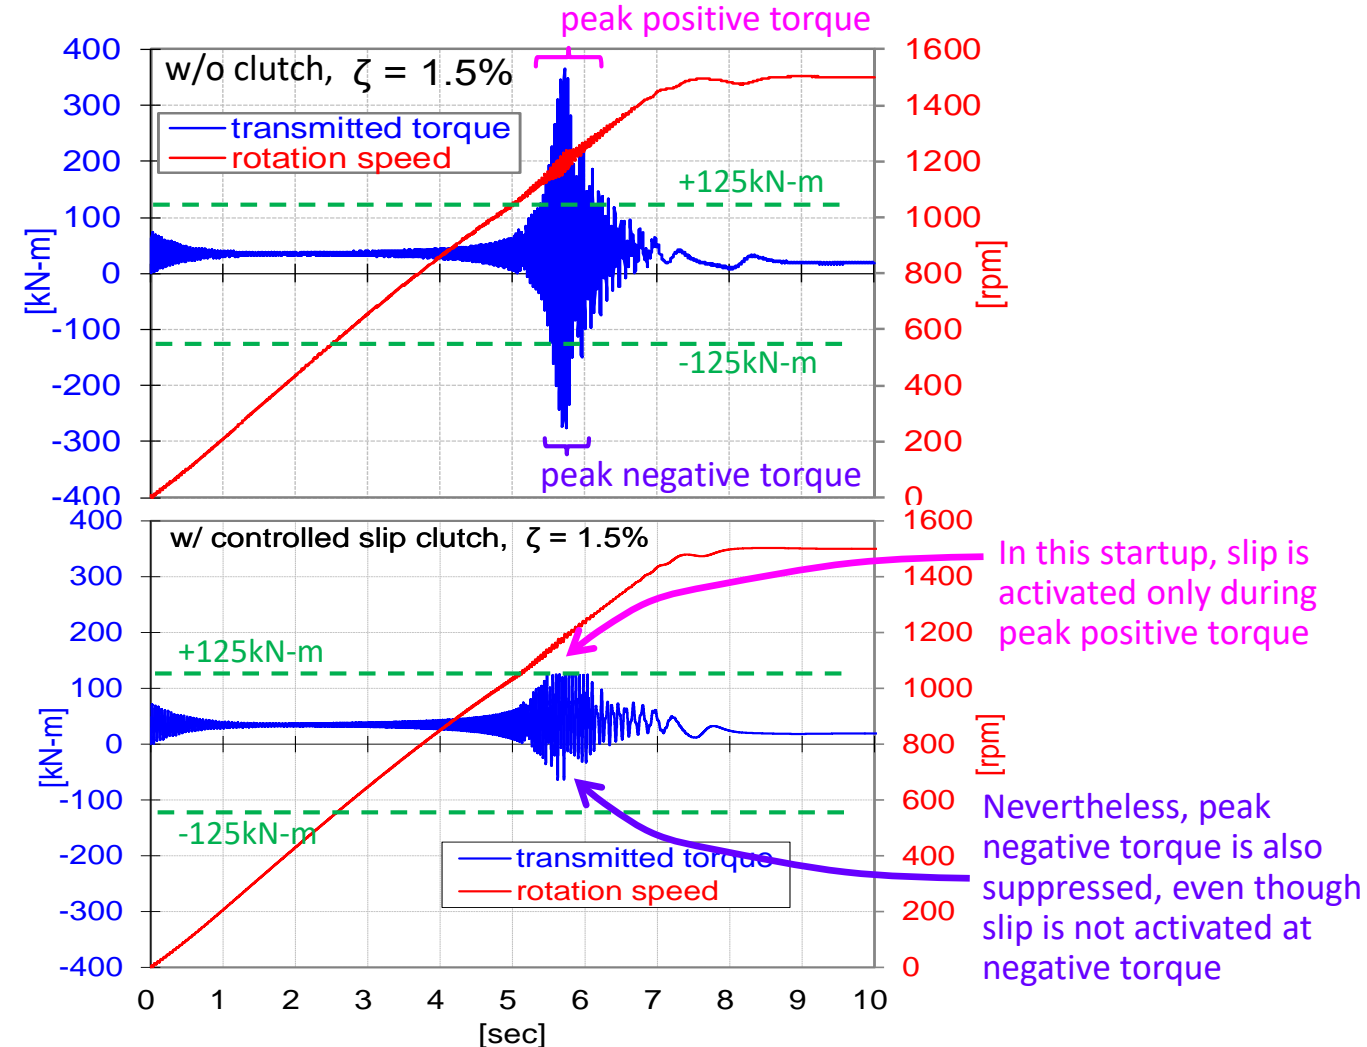 peak positive torque
400
300
200
100
0
-100
-200
-300
-400
[kN-m]
w/o clutch, ζ = 1.5%
transmitted torque
rotation speed
+125kN-m
-125kN-m
peak negative torque
1600
1400
1200
1000
800
600
400
200
0
[rpm]
400
300
200
100
0
-100
-200
-300
-400
[kN-m]
w/ controlled slip clutch, ζ = 1.5%
+125kN-m
-125kN-m
transmitted torque
rotation speed
1600
1400
1200
1000
800
600
400
200
0
[rpm]
0 1 2 3 4 5 6 7 8 9 10
[sec]
In this startup, slip is
activated only during
peak positive torque
Nevertheless, peak
negative torque is also
suppressed, even though
slip is not activated at
negative torque